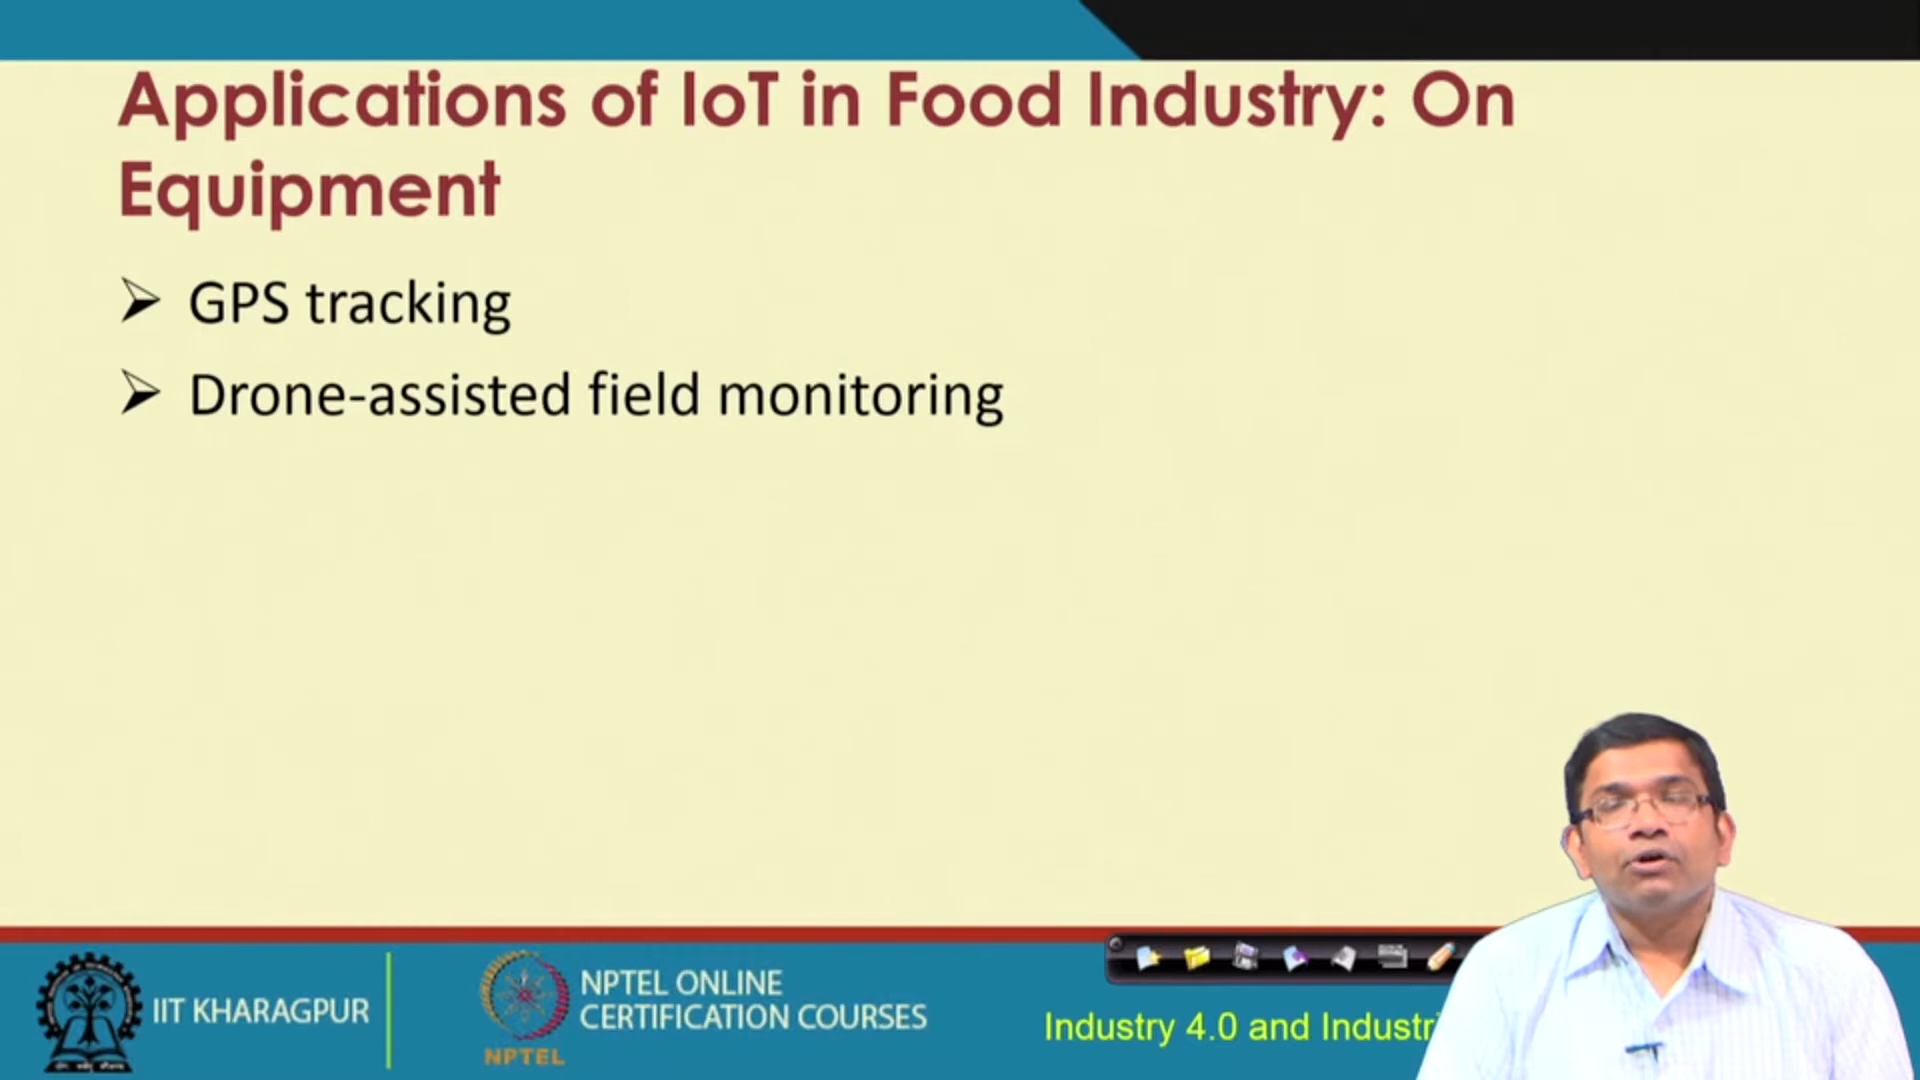 Applications of IoT in Food Industry: On
Equipment
➢ GPS tracking
➢ Drone-assisted field monitoring
IIT KHARAGPUR
NPTEL
NPTEL ONLINE
CERTIFICATION COURSES
Industry 4.0 and Industri